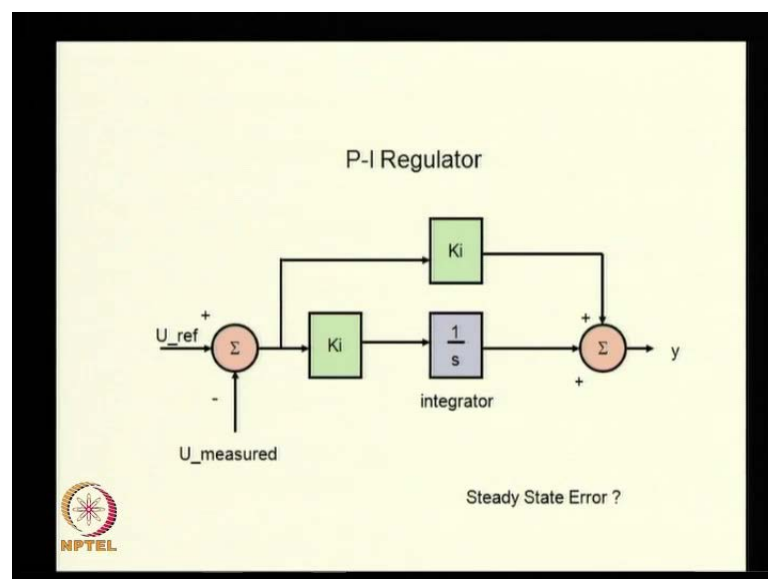 P-I Regulator
Ki
+
+
U_ref
Σ
Ki
1
s
Σ
y
-
+
integrator
U_measured
Steady State Error ?
NPTEL